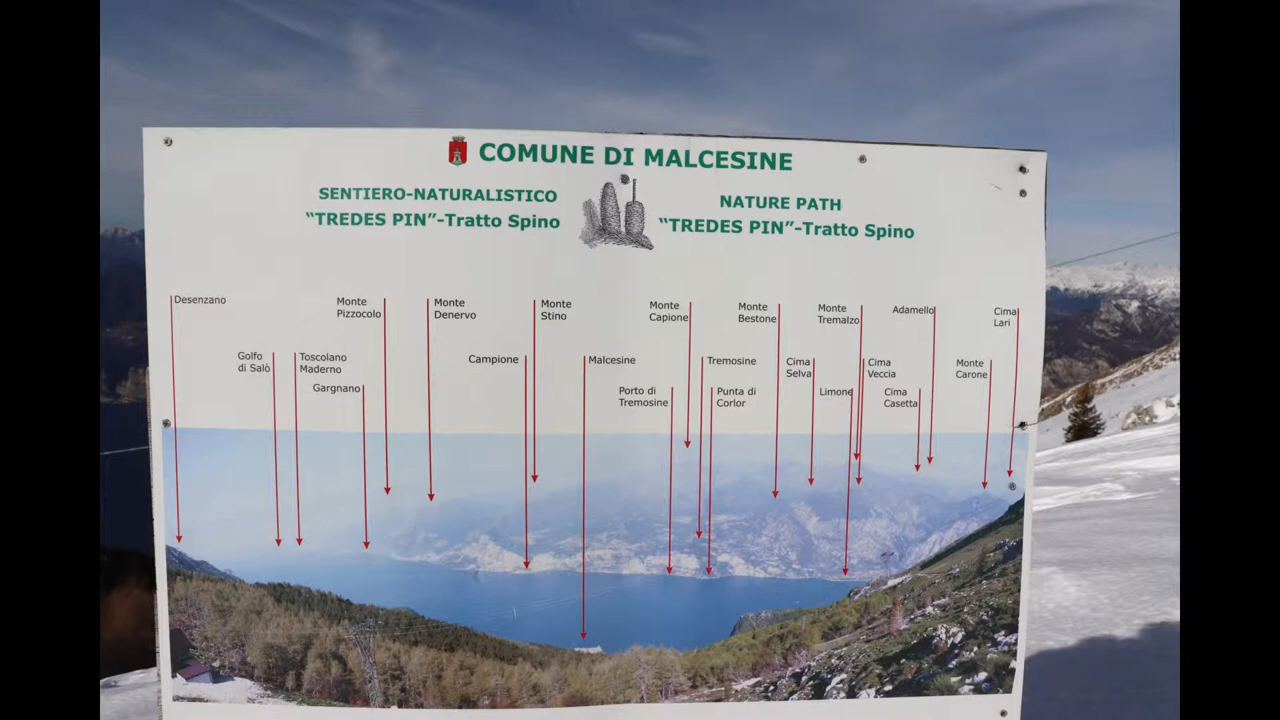 COMUNE DI MALCESINE
SENTIERO-NATURALISTICO
“TREDES PIN”-Tratto Spino
NATURE PATH
“TREDES PIN”-Tratto Spino
Desenzano
Monte
Pizzocolo
Monte
Denervo
Monte
Stino
Monte
Capione
Monte
Bestone
Monte
Tremalzo
Adamello
Cima
Lari
Golfo
di Salò
Toscolano
Maderno
Gargnano
Campione
Malcesine
Porto di
Tremosine
Tremosine
Punta di
Corlor
Cima
Selva
Limone
Cima
Veccia
Cima
Casetta
Monte
Carone